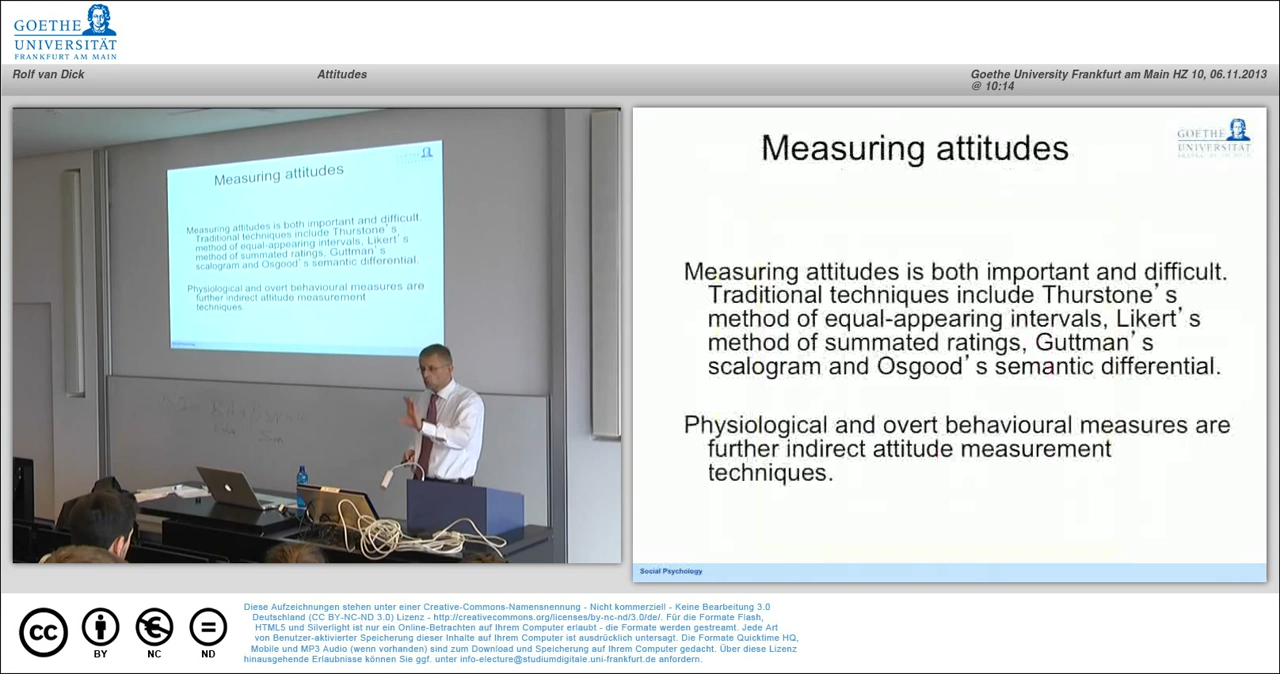 GOETHE
UNIVERSITÄT
FRANKFURT AM MAIN
Rolf van Dick
Attitudes
Goethe University Frankfurt am Main HZ 10, 06.11.2013
@ 10:14
Measuring attitudes
Measuring attitudes is both important and difficult.
Traditional techniques include Thurstone's
method of equal-appearing intervals, Likert's
method of summated ratings, Guttman's
scalogram and Osgood's semantic differential.
Physiological and overt behavioural measures are
further indirect attitude measurement
techniques.
Measuring attitudes
GOETHE
UNIVERSITÄT
FRANKFURT AM MAIN
Measuring attitudes is both important and difficult.
Traditional techniques include Thurstone's
method of equal-appearing intervals, Likert's
method of summated ratings, Guttman's
scalogram and Osgood's semantic differential.
Physiological and overt behavioural measures are
further indirect attitude measurement
techniques.
Social Psychology
cc
BY
NC
ND
Diese Aufzeichnungen stehen unter einer Creative-Commons-Namensnennung - Nicht kommerziell - Keine Bearbeitung 3.0
Deutschland (CC BY-NC-ND 3.0) Lizenz - http://creativecommons.org/licenses/by-nc-nd/3.0/de/. Für die Formate Flash,
HTML5 und Silverlight ist nur ein Online-Betrachten auf Ihrem Computer erlaubt - die Formate werden gestreamt. Jede Art
von Benutzer-aktivierter Speicherung dieser Inhalte auf Ihrem Computer ist ausdrücklich untersagt. Die Formate Quicktime HQ,
Mobile und MP3 Audio (wenn vorhanden) sind zum Download und Speicherung auf Ihrem Computer gedacht. Über diese Lizenz
hinausgehende Erlaubnisse können Sie ggf. unter info-electure@studiumdigitale.uni-frankfurt.de anfordern.